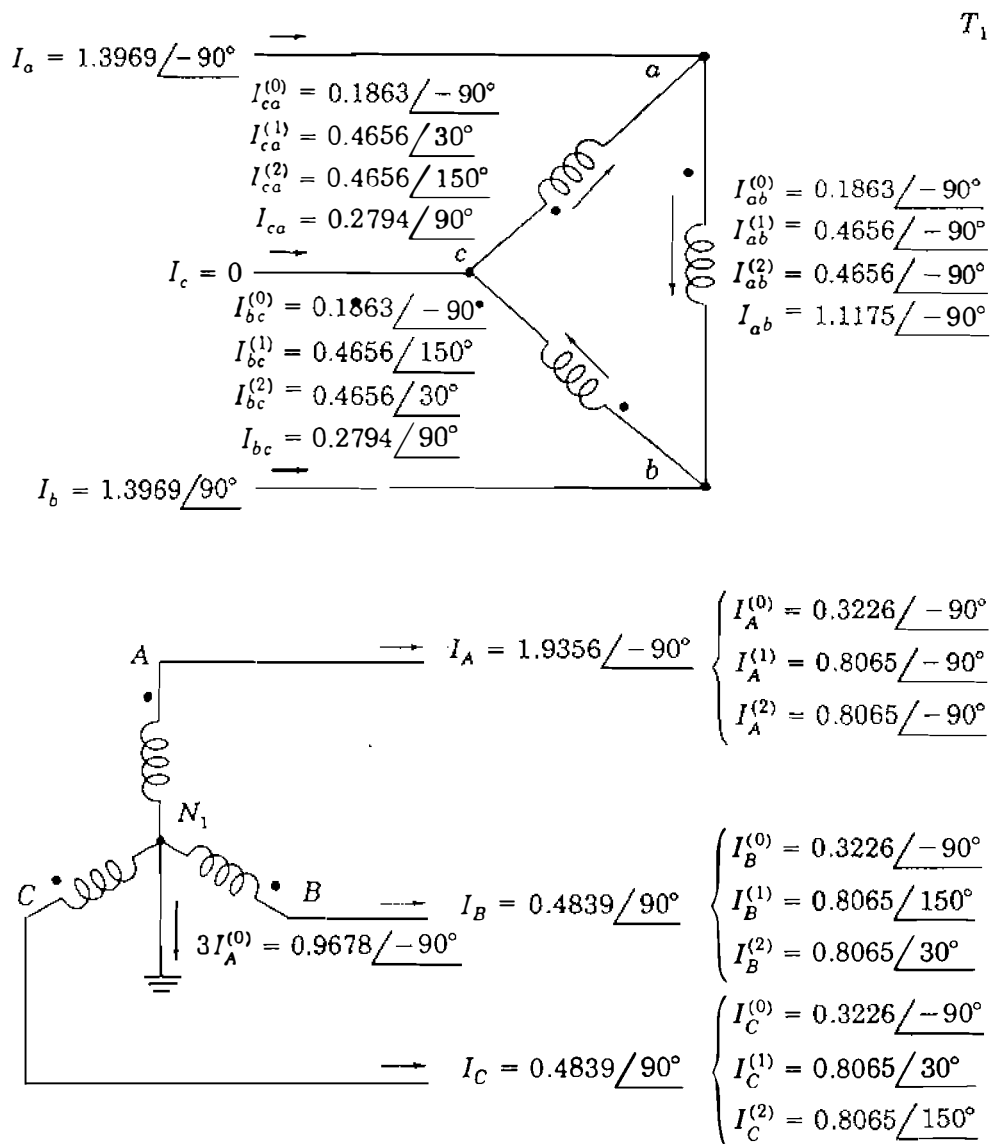 T₁
Iₐ = 1.3969∠-90°
a
I_ca^(0) = 0.1863∠-90°
I_ca^(1) = 0.4656∠30°
I_ca^(2) = 0.4656∠150°
I_ca = 0.2794∠90°
I_ab^(0) = 0.1863∠-90°
I_ab^(1) = 0.4656∠-90°
I_ab^(2) = 0.4656∠-90°
I_ab = 1.1175∠-90°
c
I_c = 0
I_bc^(0) = 0.1863∠-90°
I_bc^(1) = 0.4656∠150°
I_bc^(2) = 0.4656∠30°
I_bc = 0.2794∠90°
b
I_b = 1.3969∠90°
A
I_A = 1.9356∠-90°
I_A^(0) = 0.3226∠-90°
I_A^(1) = 0.8065∠-90°
I_A^(2) = 0.8065∠-90°
N₁
C
B
3I_A^(0) = 0.9678∠-90°
I_B = 0.4839∠90°
I_B^(0) = 0.3226∠-90°
I_B^(1) = 0.8065∠150°
I_B^(2) = 0.8065∠30°
I_C = 0.4839∠90°
I_C^(0) = 0.3226∠-90°
I_C^(1) = 0.8065∠30°
I_C^(2) = 0.8065∠150°